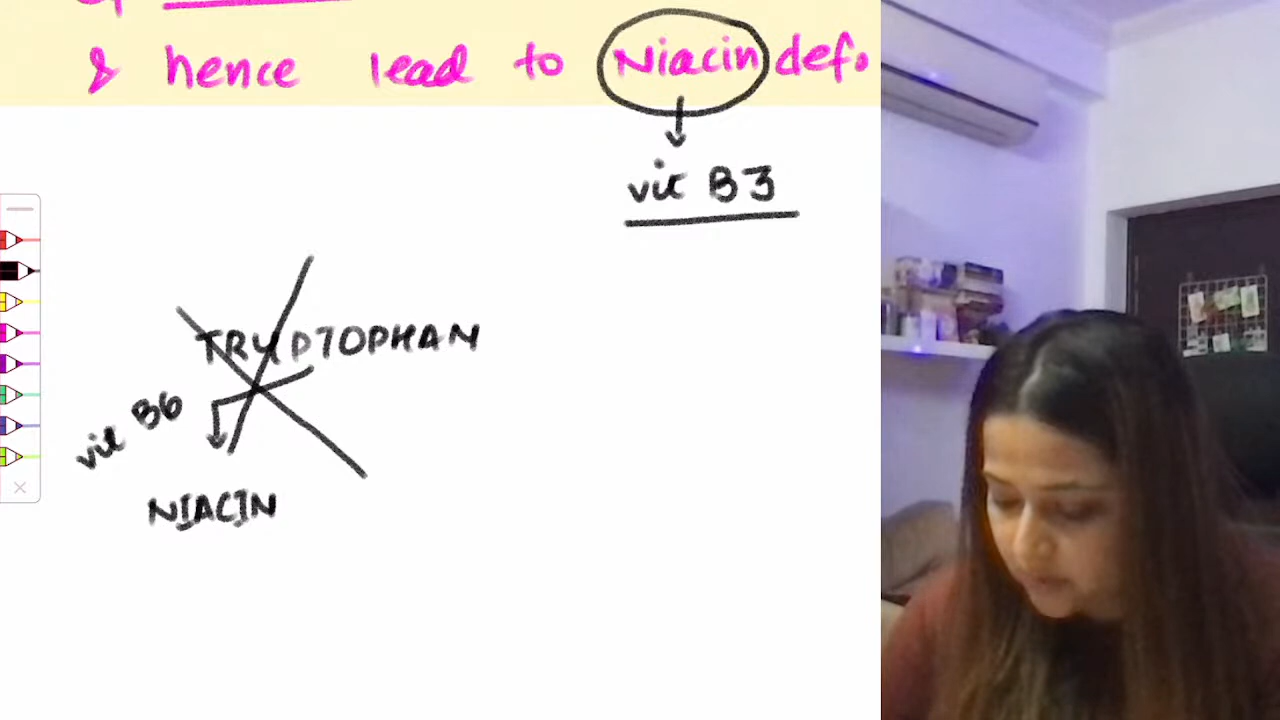 & hence lead to Niacin def.
vit B3
TRYPTOPHAN
vit B6
NIACIN